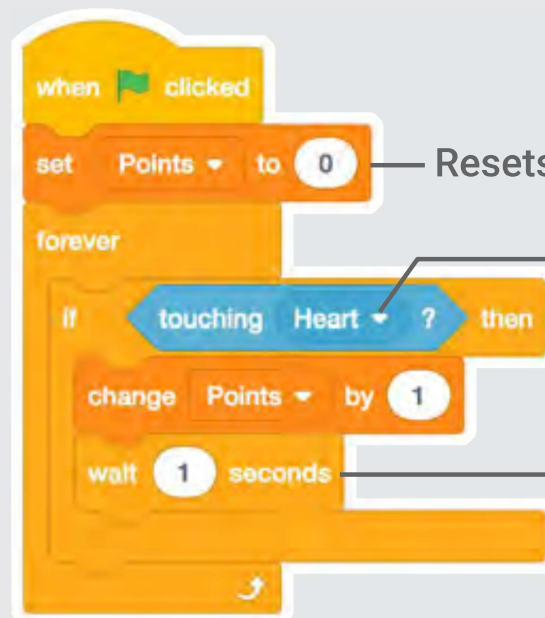 when clicked
set Points to 0
Resets
forever
if touching Heart ? then
change Points by 1
wait 1 seconds